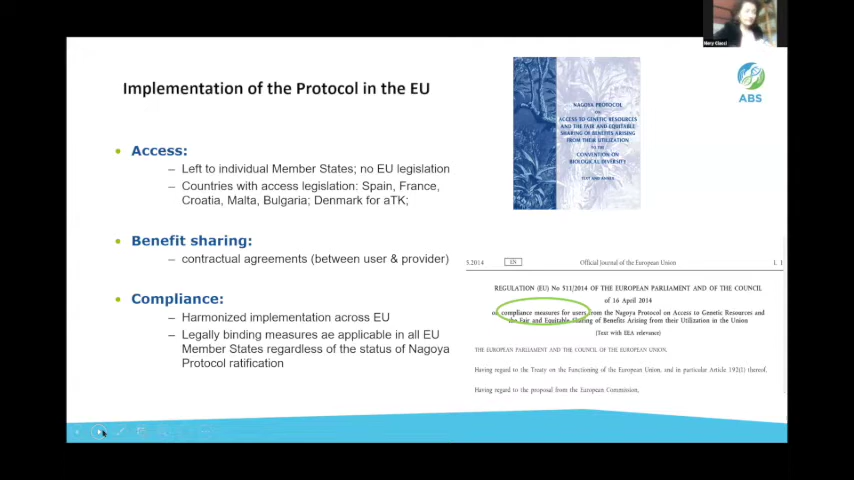 Implementation of the Protocol in the EU
Access:
– Left to individual Member States; no EU legislation
– Countries with access legislation: Spain, France,
Croatia, Malta, Bulgaria; Denmark for aTK;
Benefit sharing:
– contractual agreements (between user & provider)
Compliance:
– Harmonized implementation across EU
– Legally binding measures ae applicable in all EU
Member States regardless of the status of Nagoya
Protocol ratification
NAGOYA PROTOCOL
ON
ACCESS TO GENETIC RESOURCES
AND THE FAIR AND EQUITABLE
SHARING OF BENEFITS ARISING
FROM THEIR UTILIZATION
TO THE
CONVENTION ON
BIOLOGICAL DIVERSITY
TEXT AND ANNEX
ABS
5.2014 EN Official Journal of the European Union L 1
REGULATION (EU) No 511/2014 OF THE EUROPEAN PARLIAMENT AND OF THE COUNCIL
of 16 April 2014
on compliance measures for users from the Nagoya Protocol on Access to Genetic Resources and
the Fair and Equitable Sharing of Benefits Arising from their Utilization in the Union
(Text with EEA relevance)
THE EUROPEAN PARLIAMENT AND THE COUNCIL OF THE EUROPEAN UNION,
Having regard to the Treaty on the Functioning of the European Union, and in particular Article 192(1) thereof,
Having regard to the proposal from the European Commission,